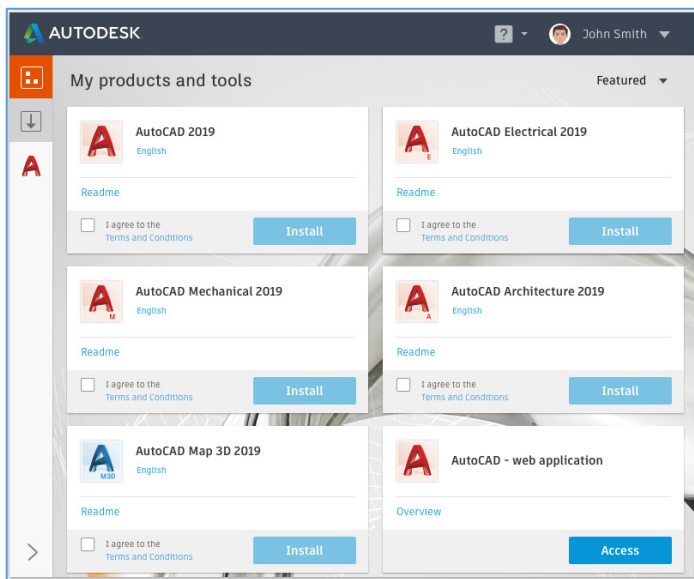 AUTODESK
? John Smith
My products and tools
Featured
AutoCAD 2019
English
Readme
I agree to the
Terms and Conditions
Install
AutoCAD Electrical 2019
English
Readme
I agree to the
Terms and Conditions
Install
AutoCAD Mechanical 2019
English
Readme
I agree to the
Terms and Conditions
Install
AutoCAD Architecture 2019
English
Readme
I agree to the
Terms and Conditions
Install
AutoCAD Map 3D 2019
English
Readme
I agree to the
Terms and Conditions
Install
AutoCAD - web application
Overview
Access
A
A
A E
A M
A A
A M3D
A